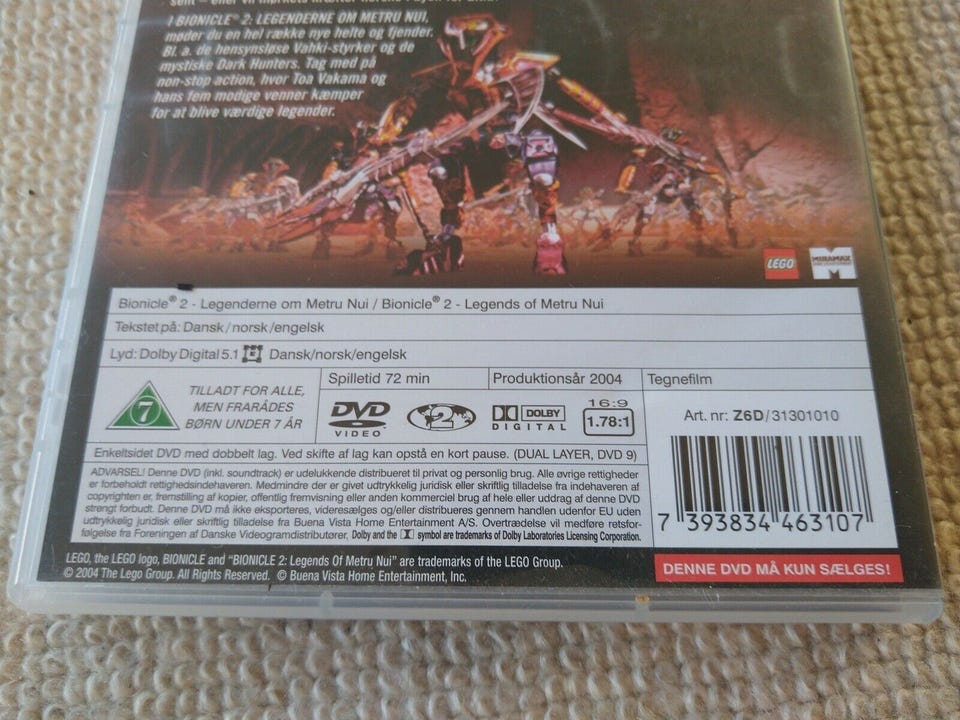 I BIONICLE® 2: LEGENDERNE OM METRU NUI,
møder du en hel række nye helte og fjender.
Bl. a. de hensynsløse Vahki-styrker og de
mystiske Dark Hunters. Tag med på
non-stop action, hvor Toa Vakama og
hans fem modige venner kæmper
for at blive værdige legender.
LEGO
MIRAMAX
Bionicle® 2 - Legenderne om Metru Nui / Bionicle® 2 - Legends of Metru Nui
Tekstet på: Dansk/norsk/engelsk
Lyd: Dolby Digital 5.1 Dansk/norsk/engelsk
7
TILLADT FOR ALLE,
MEN FRARÅDES
BØRN UNDER 7 ÅR
Spilletid 72 min
Produktionsår 2004
Tegnefilm
DVD
VIDEO
2
DOLBY
DIGITAL
16:9
1.78:1
Art. nr: Z6D/31301010
Enkeltsidet DVD med dobbelt lag. Ved skifte af lag kan opstå en kort pause. (DUAL LAYER, DVD 9)
ADVARSEL! Denne DVD (inkl. soundtrack) er udelukkende distribueret til privat og personlig brug. Alle øvrige rettigheder
er forbeholdt rettighedsindehaveren. Medmindre der er givet udtrykkelig juridisk eller skriftlig tilladelse fra indehaveren af
copyrighten er, fremstilling af kopier, offentlig fremvisning eller anden kommerciel brug af hele eller uddrag af denne DVD
strengt forbudt. Denne DVD må ikke eksporteres, videresælges og/eller distribueres gennem handlen udenfor EU uden
udtrykkelig juridisk eller skriftlig tilladelse fra Buena Vista Home Entertainment A/S. Overtrædelse vil medføre retsfor-
følgelse fra Foreningen af Danske Videogramdistributører. Dolby and the symbol are trademarks of Dolby Laboratories Licensing Corporation.
7 393834 463107
LEGO, the LEGO logo, BIONICLE and "BIONICLE 2: Legends Of Metru Nui" are trademarks of the LEGO Group.
© 2004 The Lego Group. All Rights Reserved. © Buena Vista Home Entertainment, Inc.
DENNE DVD MÅ KUN SÆLGES!